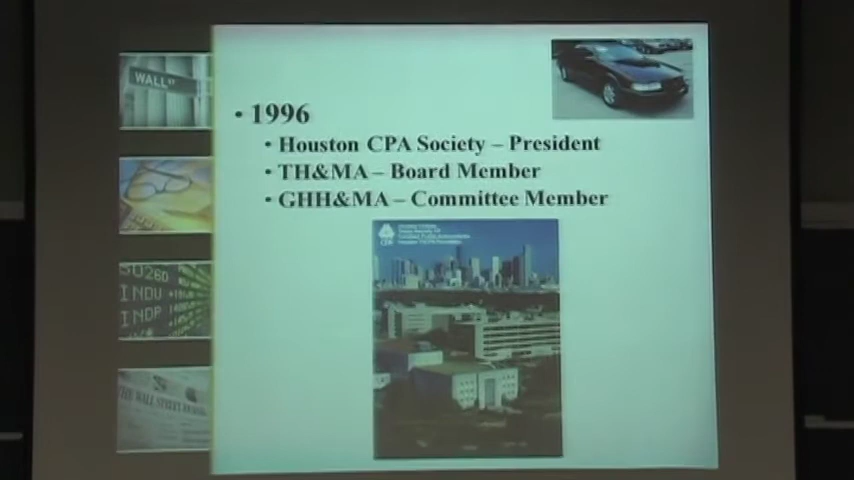 WALL ST
• 1996
• Houston CPA Society – President
• TH&MA – Board Member
• GHH&MA – Committee Member
INDU
INDP
THE WALL STREET